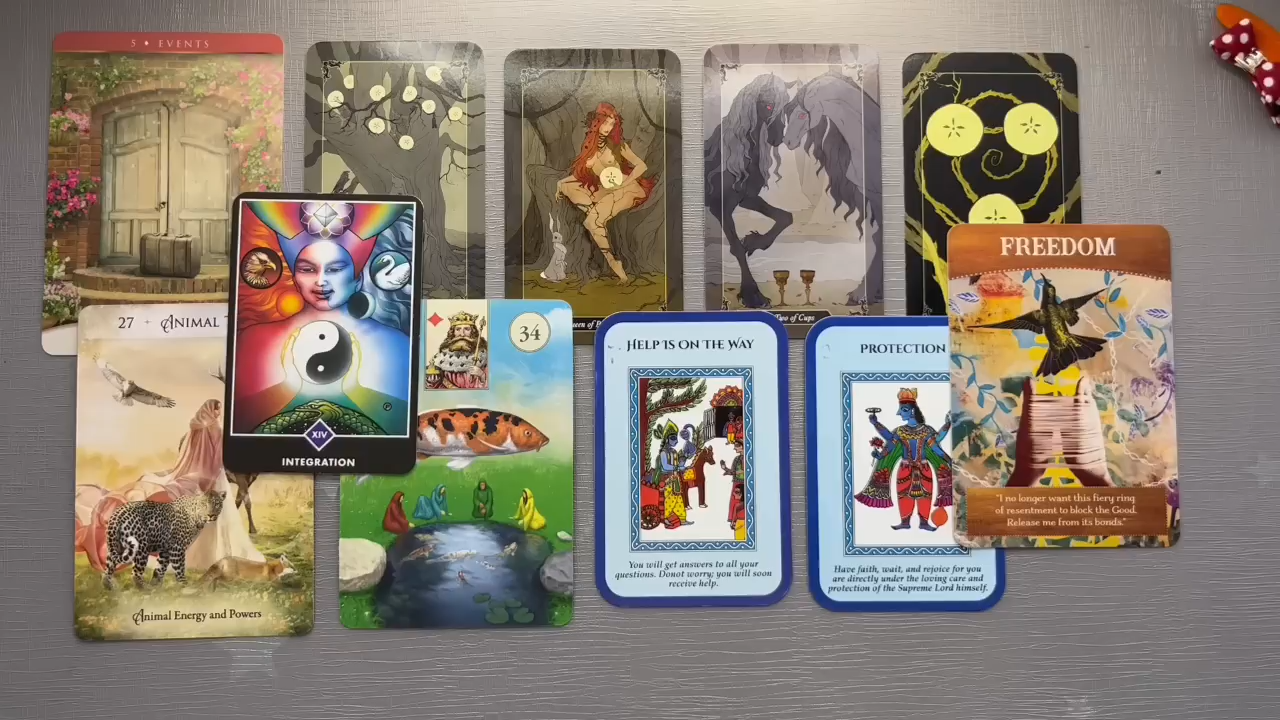 5 • EVENTS
Two of Cups
27 + ANIMAL
34
XIV
INTEGRATION
Animal Energy and Powers
HELP IS ON THE WAY
You will get answers to all your
questions. Donot worry; you will soon
receive help.
PROTECTION
Have faith, wait, and rejoice for you
are directly under the loving care and
protection of the Supreme Lord himself.
FREEDOM
"I no longer want this fiery ring
of resentment to block the Good.
Release me from its bonds."